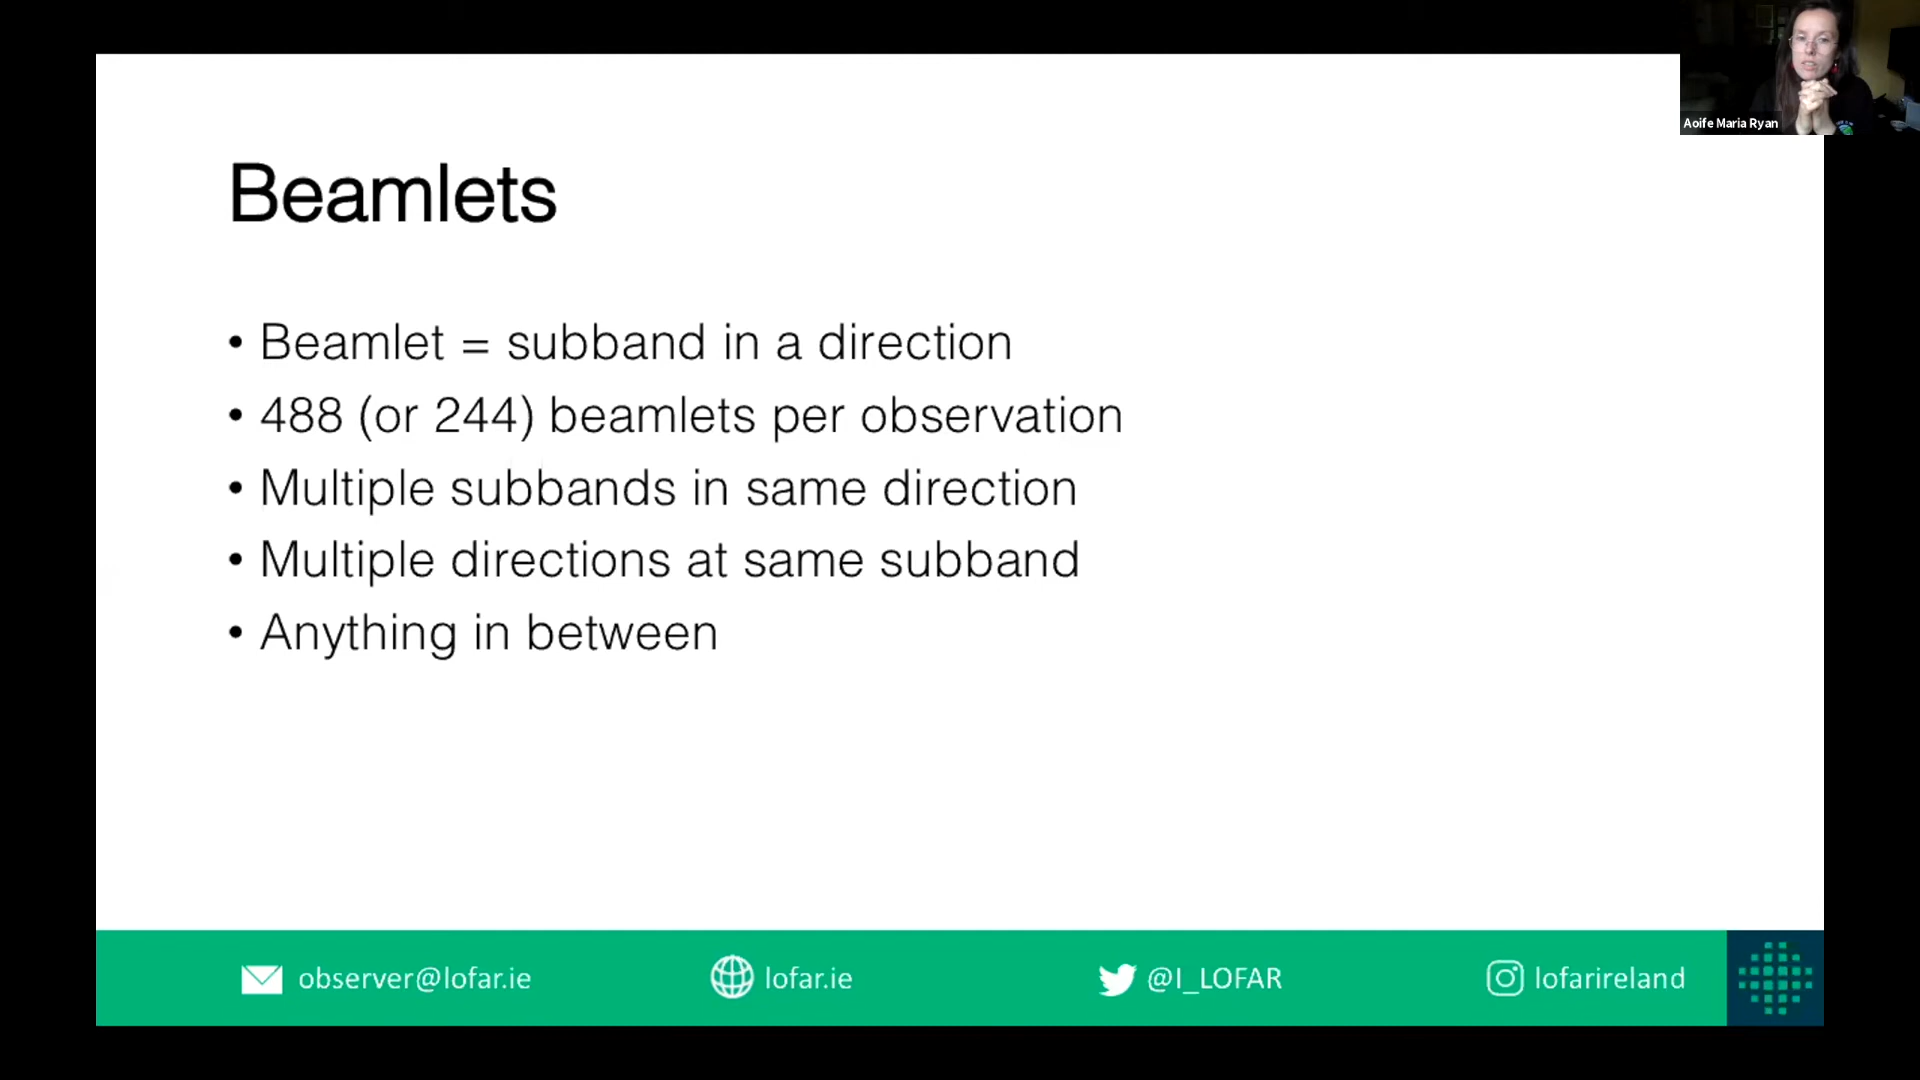 Aoife Maria Ryan
Beamlets
• Beamlet = subband in a direction
• 488 (or 244) beamlets per observation
• Multiple subbands in same direction
• Multiple directions at same subband
• Anything in between
observer@lofar.ie
lofar.ie
@I_LOFAR
lofarireland